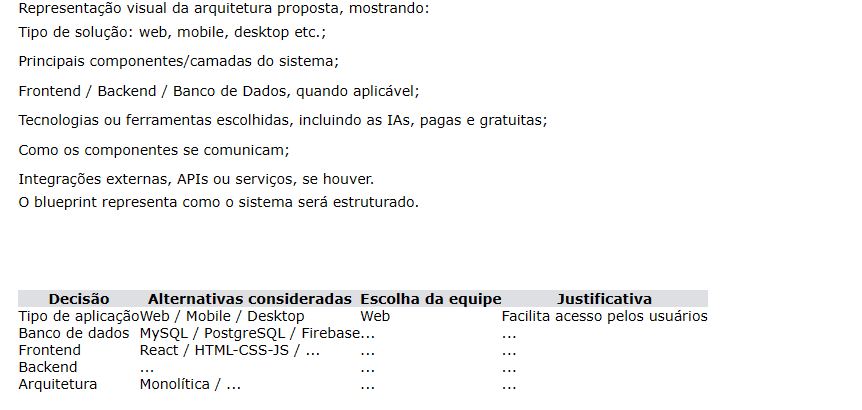 Representação visual da arquitetura proposta, mostrando:
Tipo de solução: web, mobile, desktop etc.;
Principais componentes/camadas do sistema;
Frontend / Backend / Banco de Dados, quando aplicável;
Tecnologias ou ferramentas escolhidas, incluindo as IAs, pagas e gratuitas;
Como os componentes se comunicam;
Integrações externas, APIs ou serviços, se houver.
O blueprint representa como o sistema será estruturado.
Decisão Alternativas consideradas Escolha da equipe Justificativa
Tipo de aplicação Web / Mobile / Desktop Web Facilita acesso pelos usuários
Banco de dados MySQL / PostgreSQL / Firebase ... ...
Frontend React / HTML-CSS-JS / ... ... ...
Backend ... ... ...
Arquitetura Monolítica / ... ... ...